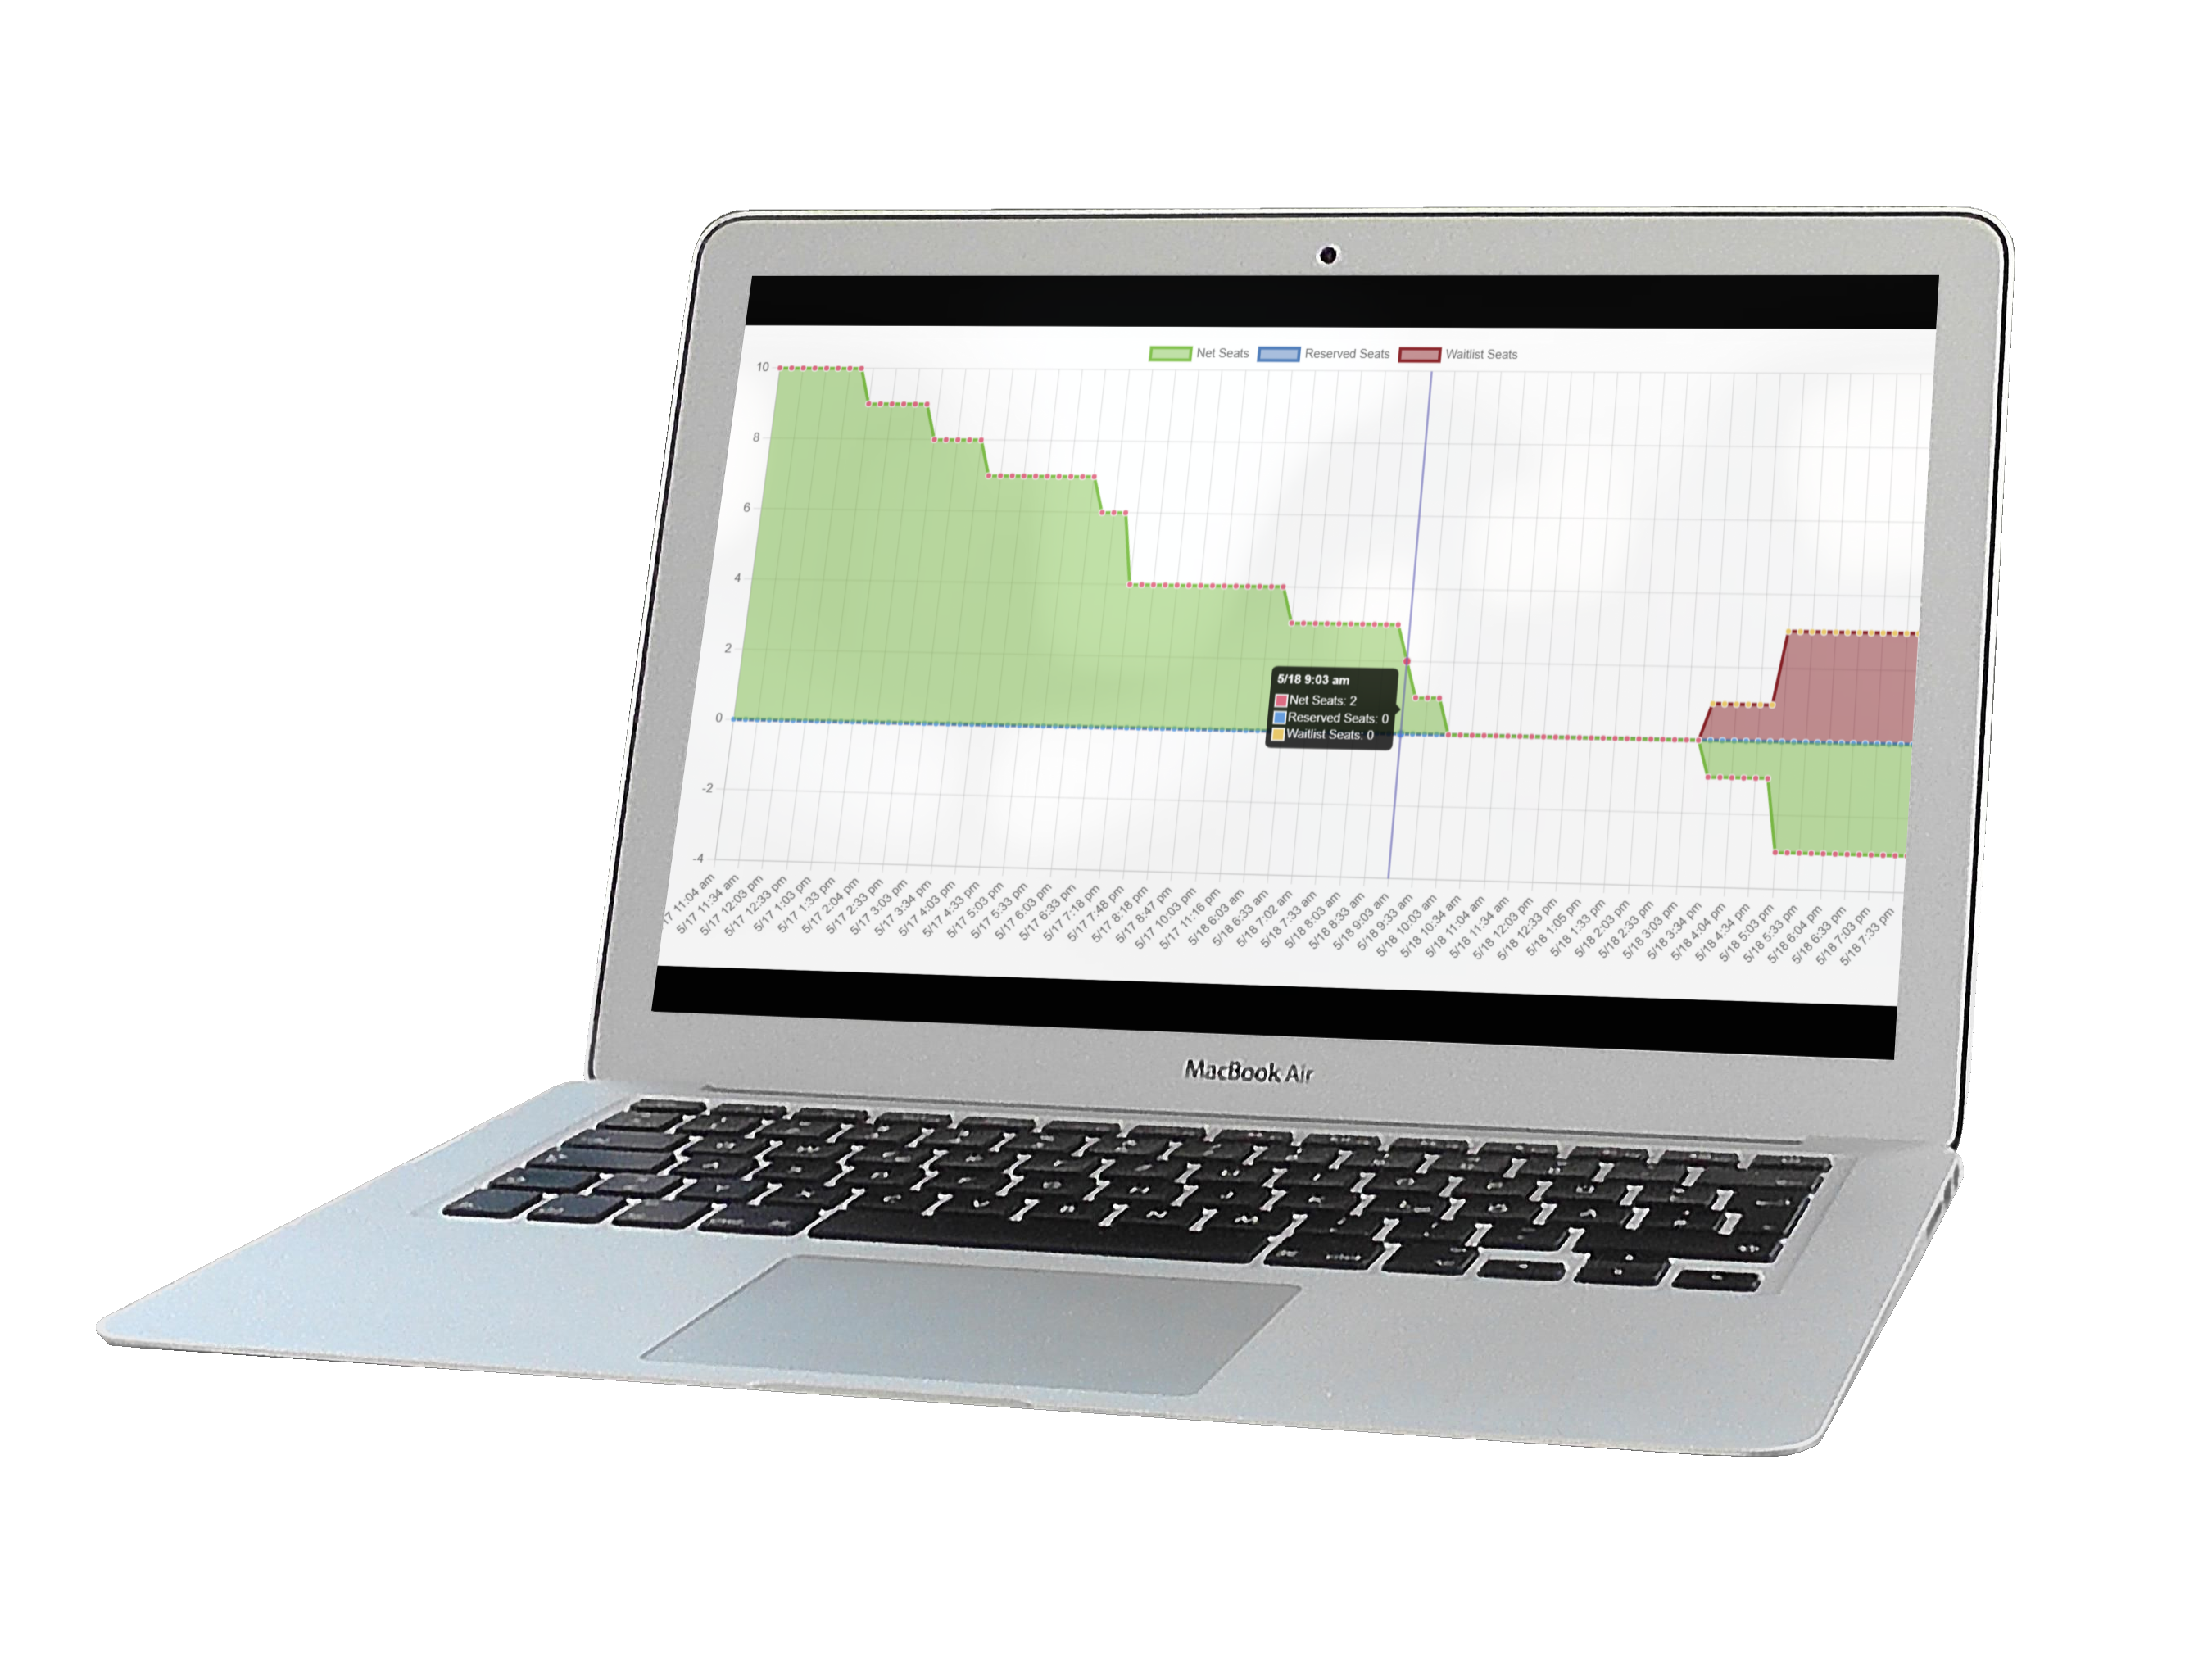 Net Seats Reserved Seats Waitlist Seats
10
8
6
4
2
0
-2
-4
5/18 9:03 am
Net Seats: 2
Reserved Seats: 0
Waitlist Seats: 0
17 11:04 am
5/17 11:34 am
5/17 12:03 pm
5/17 12:33 pm
5/17 1:03 pm
5/17 1:33 pm
5/17 2:04 pm
5/17 2:33 pm
5/17 3:03 pm
5/17 3:34 pm
5/17 4:03 pm
5/17 4:33 pm
5/17 5:03 pm
5/17 5:33 pm
5/17 6:03 pm
5/17 6:33 pm
5/17 7:18 pm
5/17 7:48 pm
5/17 8:18 pm
5/17 8:47 pm
5/17 10:03 pm
5/17 11:16 pm
5/18 6:03 am
5/18 6:33 am
5/18 7:02 am
5/18 7:33 am
5/18 8:03 am
5/18 8:33 am
5/18 9:03 am
5/18 9:33 am
5/18 10:03 am
5/18 10:34 am
5/18 11:04 am
5/18 11:34 am
5/18 12:03 pm
5/18 12:33 pm
5/18 1:05 pm
5/18 1:33 pm
5/18 2:03 pm
5/18 2:33 pm
5/18 3:03 pm
5/18 3:34 pm
5/18 4:04 pm
5/18 4:34 pm
5/18 5:03 pm
5/18 5:33 pm
5/18 6:04 pm
5/18 6:33 pm
5/18 7:03 pm
5/18 7:33 pm
MacBook Air